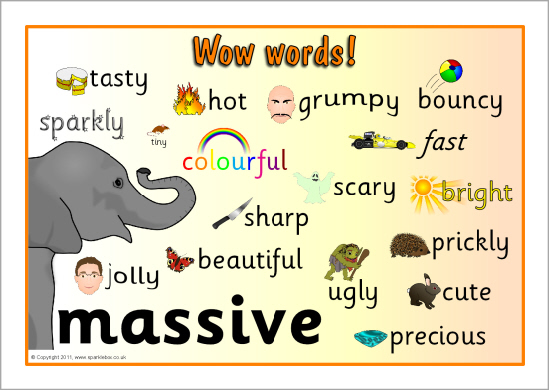 Wow words!
tasty
hot
grumpy
bouncy
sparkly
tiny
colourful
fast
scary
bright
sharp
prickly
beautiful
jolly
ugly
cute
massive
precious
© Copyright 2011, www.sparklebox.co.uk